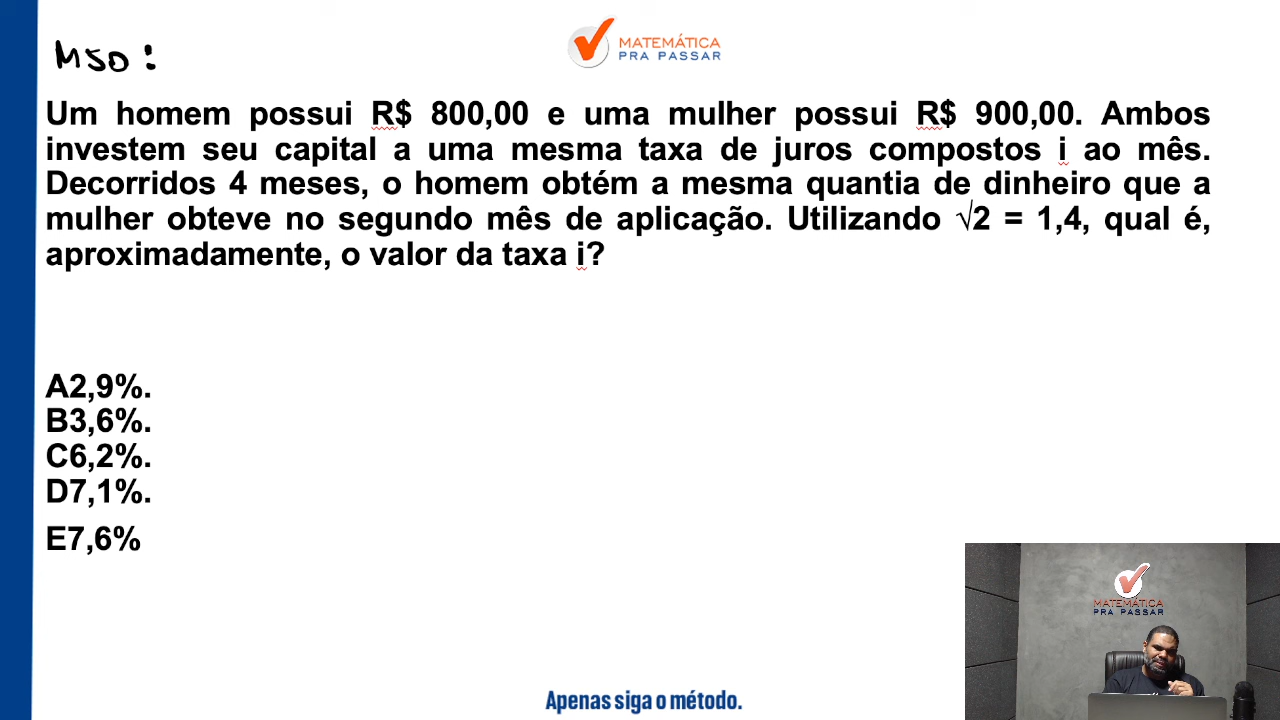 MSD:
MATEMÁTICA
PRA PASSAR
Um homem possui R$ 800,00 e uma mulher possui R$ 900,00. Ambos
investem seu capital a uma mesma taxa de juros compostos i ao mês.
Decorridos 4 meses, o homem obtém a mesma quantia de dinheiro que a
mulher obteve no segundo mês de aplicação. Utilizando √2 = 1,4, qual é,
aproximadamente, o valor da taxa i?
A2,9%.
B3,6%.
C6,2%.
D7,1%.
E7,6%
MATEMÁTICA
PRA PASSAR
Apenas siga o método.